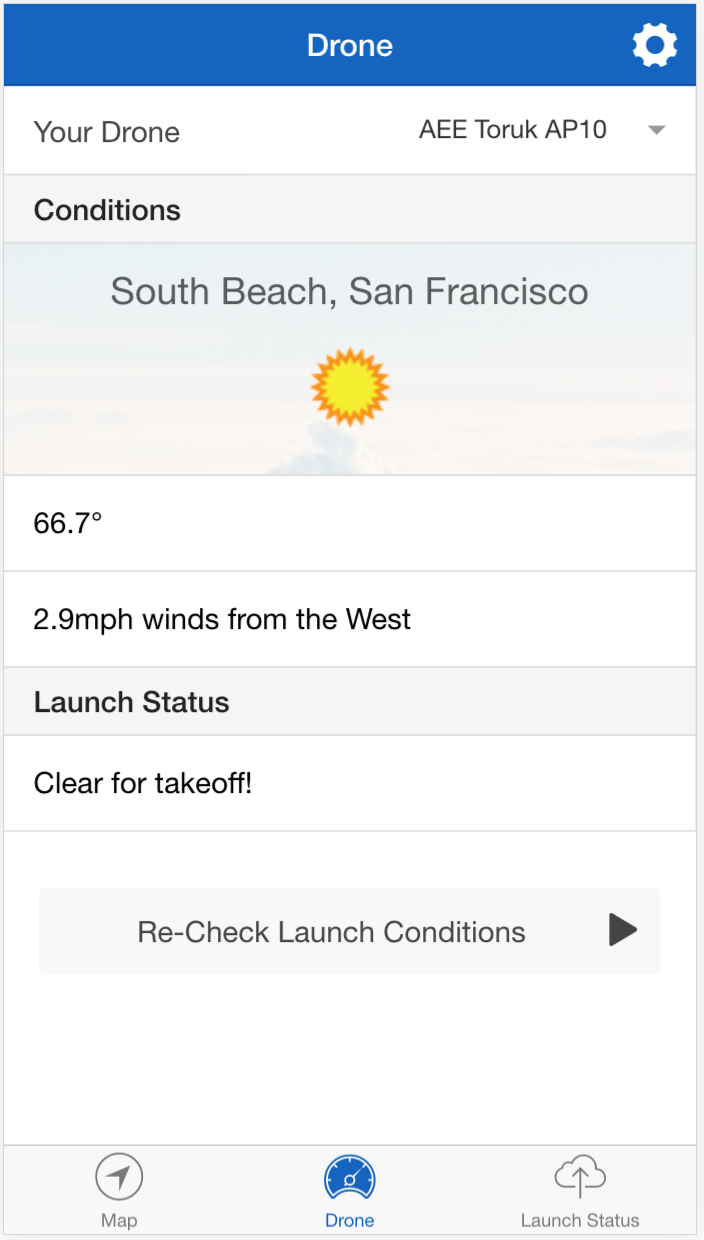 Drone
Your Drone AEE Toruk AP10
Conditions
South Beach, San Francisco
66.7°
2.9mph winds from the West
Launch Status
Clear for takeoff!
Re-Check Launch Conditions
Map Drone Launch Status